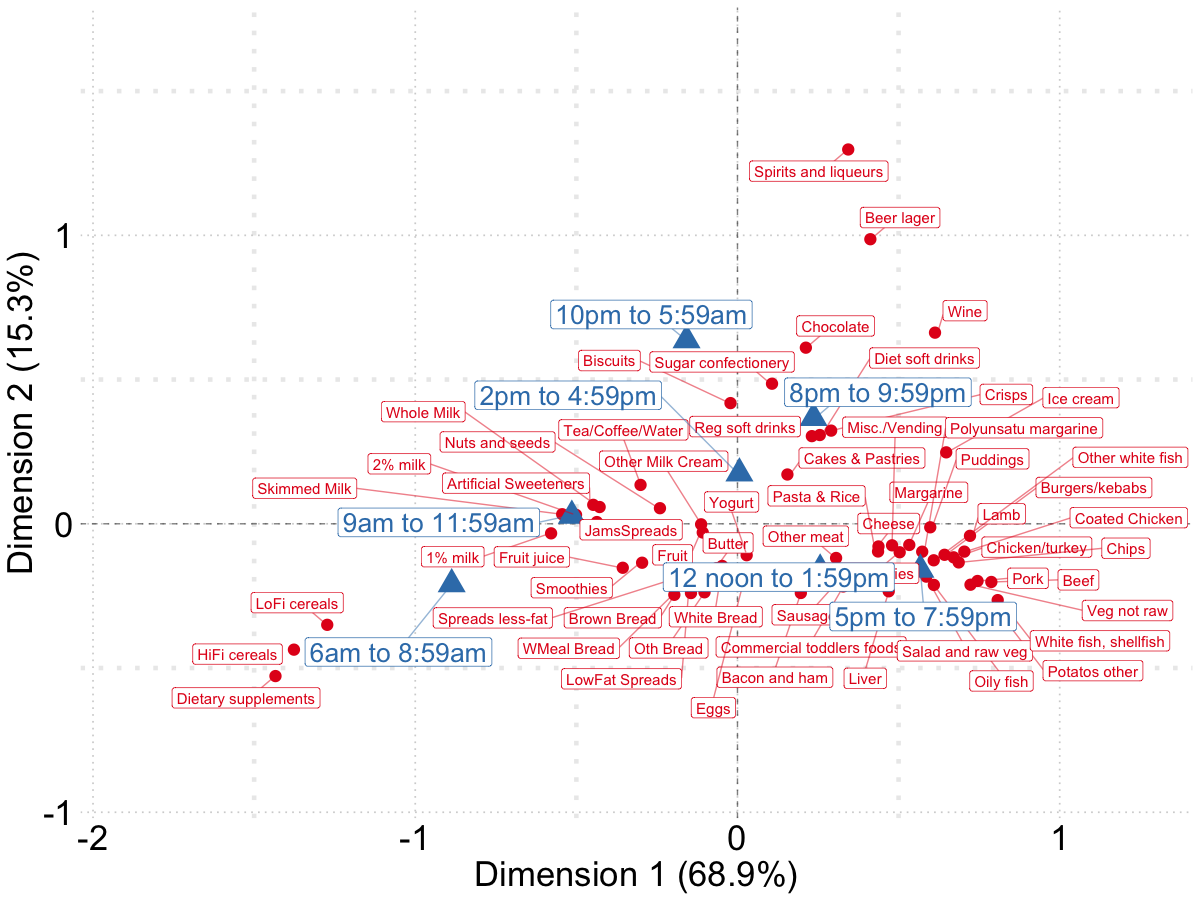 Spirits and liqueurs
Beer lager
1
10pm to 5:59am
Wine
Chocolate
Biscuits
Sugar confectionery
Diet soft drinks
2pm to 4:59pm
8pm to 9:59pm
Crisps
Ice cream
Whole Milk
Nuts and seeds
Tea/Coffee/Water
Reg soft drinks
Misc./Vending
Polyunsatu margarine
2% milk
Other Milk Cream
Cakes & Pastries
Puddings
Other white fish
Skimmed Milk
Artificial Sweeteners
Yogurt
Pasta & Rice
Margarine
Burgers/kebabs
0
9am to 11:59am
JamsSpreads
Cheese
Lamb
Coated Chicken
1% milk
Fruit juice
Fruit
Butter
Other meat
Chicken/turkey
Chips
Smoothies
12 noon to 1:59pm
ies
Pork
Beef
LoFi cereals
Spreads less-fat
Brown Bread
White Bread
Sausag
5pm to 7:59pm
Veg not raw
HiFi cereals
6am to 8:59am
WMeal Bread
Oth Bread
Commercial toddlers foods
Salad and raw veg
White fish, shellfish
Dietary supplements
LowFat Spreads
Bacon and ham
Liver
Oily fish
Potatos other
Eggs
-1
-2
-1
0
1
Dimension 1 (68.9%)
Dimension 2 (15.3%)